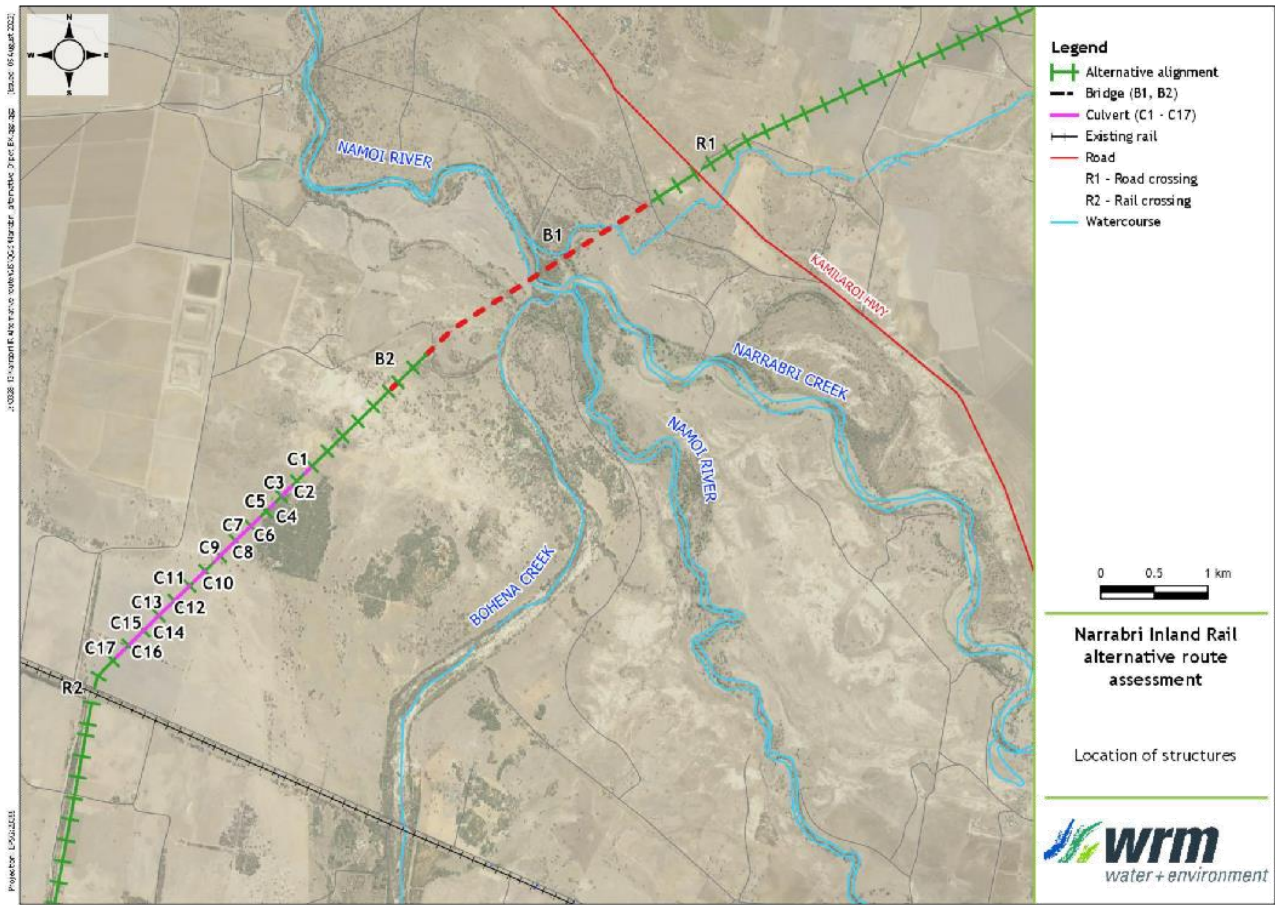 N
W
E
S
NAMOI RIVER
R1
B1
KAMILAROI HWY
B2
NARRABRI CREEK
NAMOI RIVER
C1
C3
C2
C5
C4
C7
C6
C9
C8
BOHENA CREEK
C11
C10
C13
C12
C15
C14
C17
C16
R2
Legend
Alternative alignment
Bridge (B1, B2)
Culvert (C1 - C17)
Existing rail
Road
R1 - Road crossing
R2 - Rail crossing
Watercourse
0 0.5 1 km
Narrabri Inland Rail
alternative route
assessment
Location of structures
wrm
water + environment